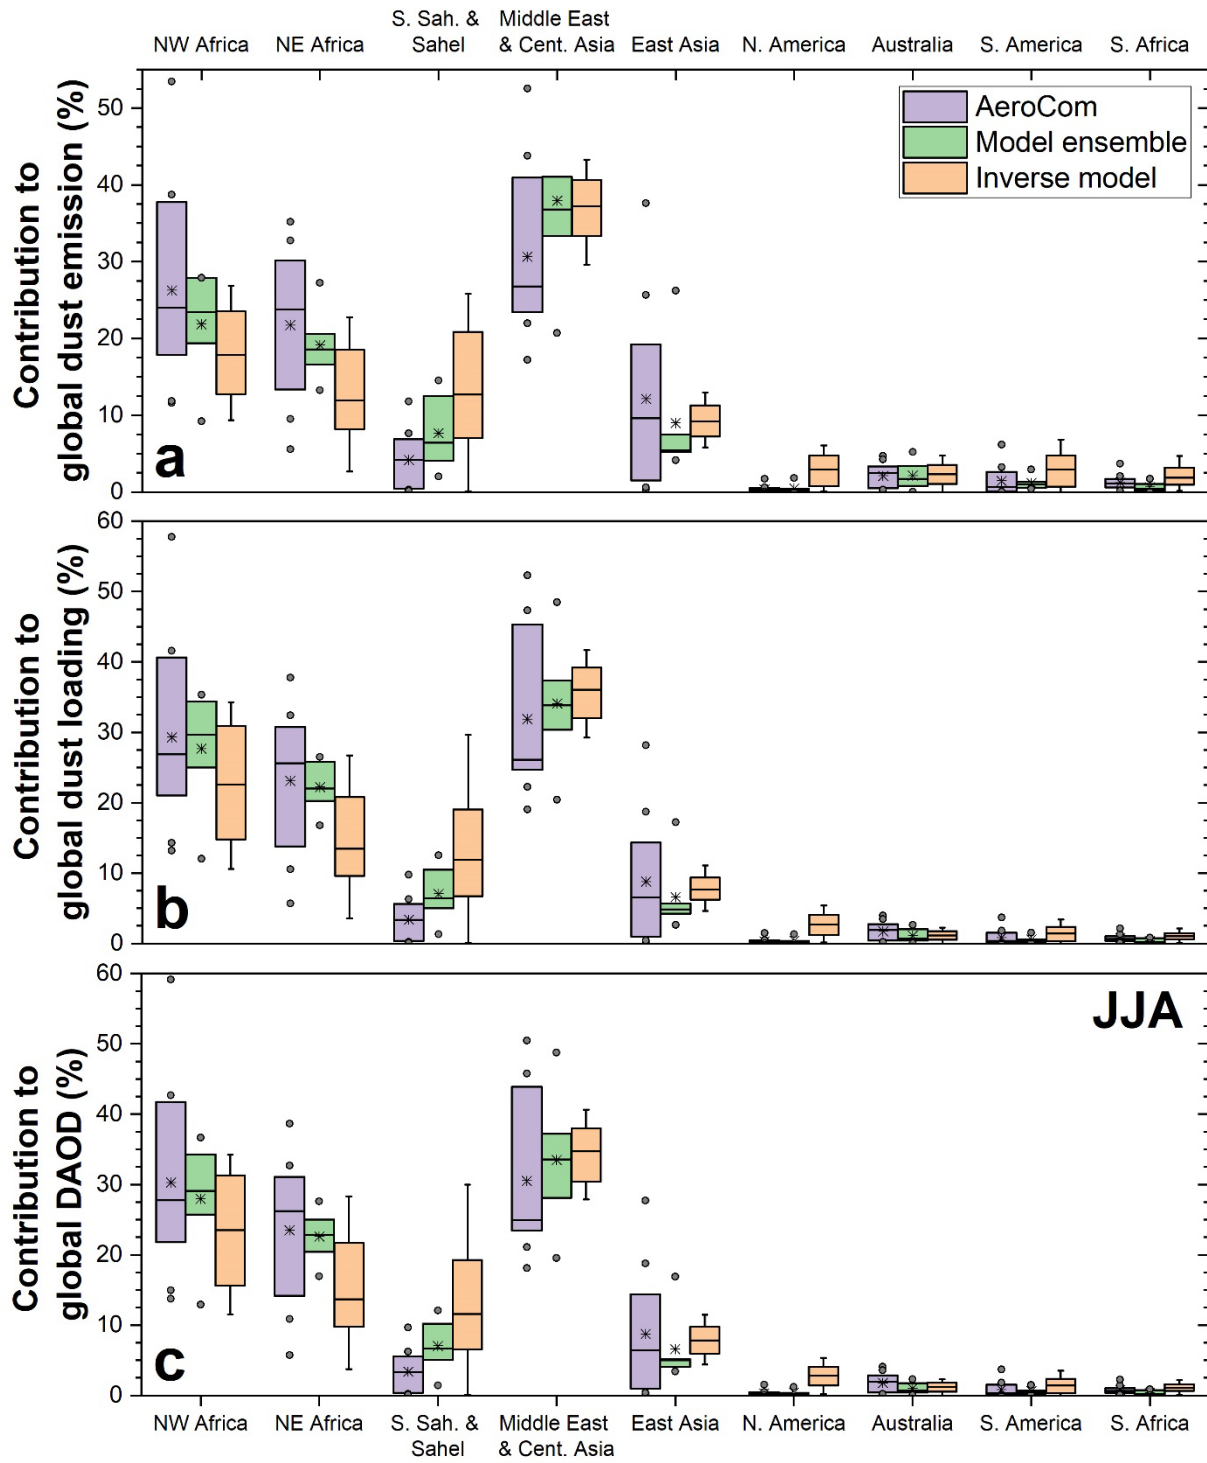 S. Sah. & Middle East
NW Africa NE Africa Sahel & Cent. Asia East Asia N. America Australia S. America S. Africa
Contribution to
global dust emission (%)
50
40
30
20
10
0
AeroCom
Model ensemble
Inverse model
a
Contribution to
global dust loading (%)
60
50
40
30
20
10
0
b
Contribution to
global DAOD (%)
60
50
40
30
20
10
0
JJA
c
NW Africa NE Africa S. Sah. & Middle East East Asia N. America Australia S. America S. Africa
Sahel & Cent. Asia